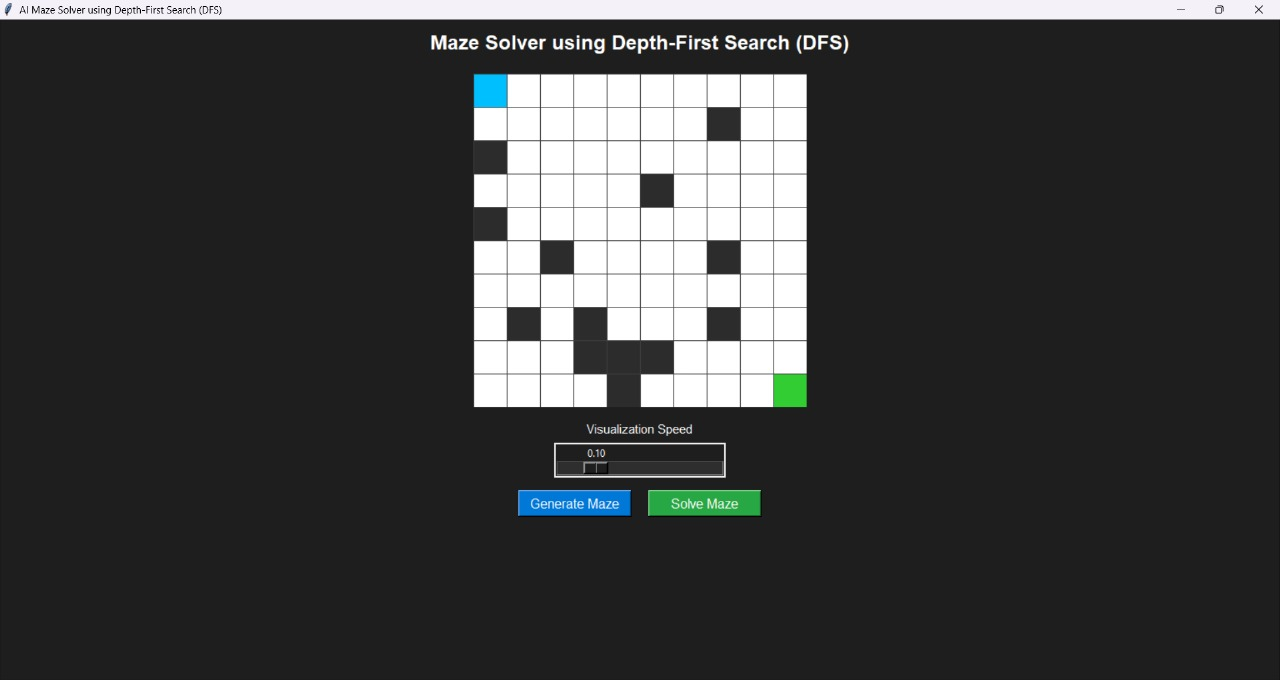 AI Maze Solver using Depth-First Search (DFS)
Maze Solver using Depth-First Search (DFS)
Visualization Speed
0.10
Generate Maze
Solve Maze